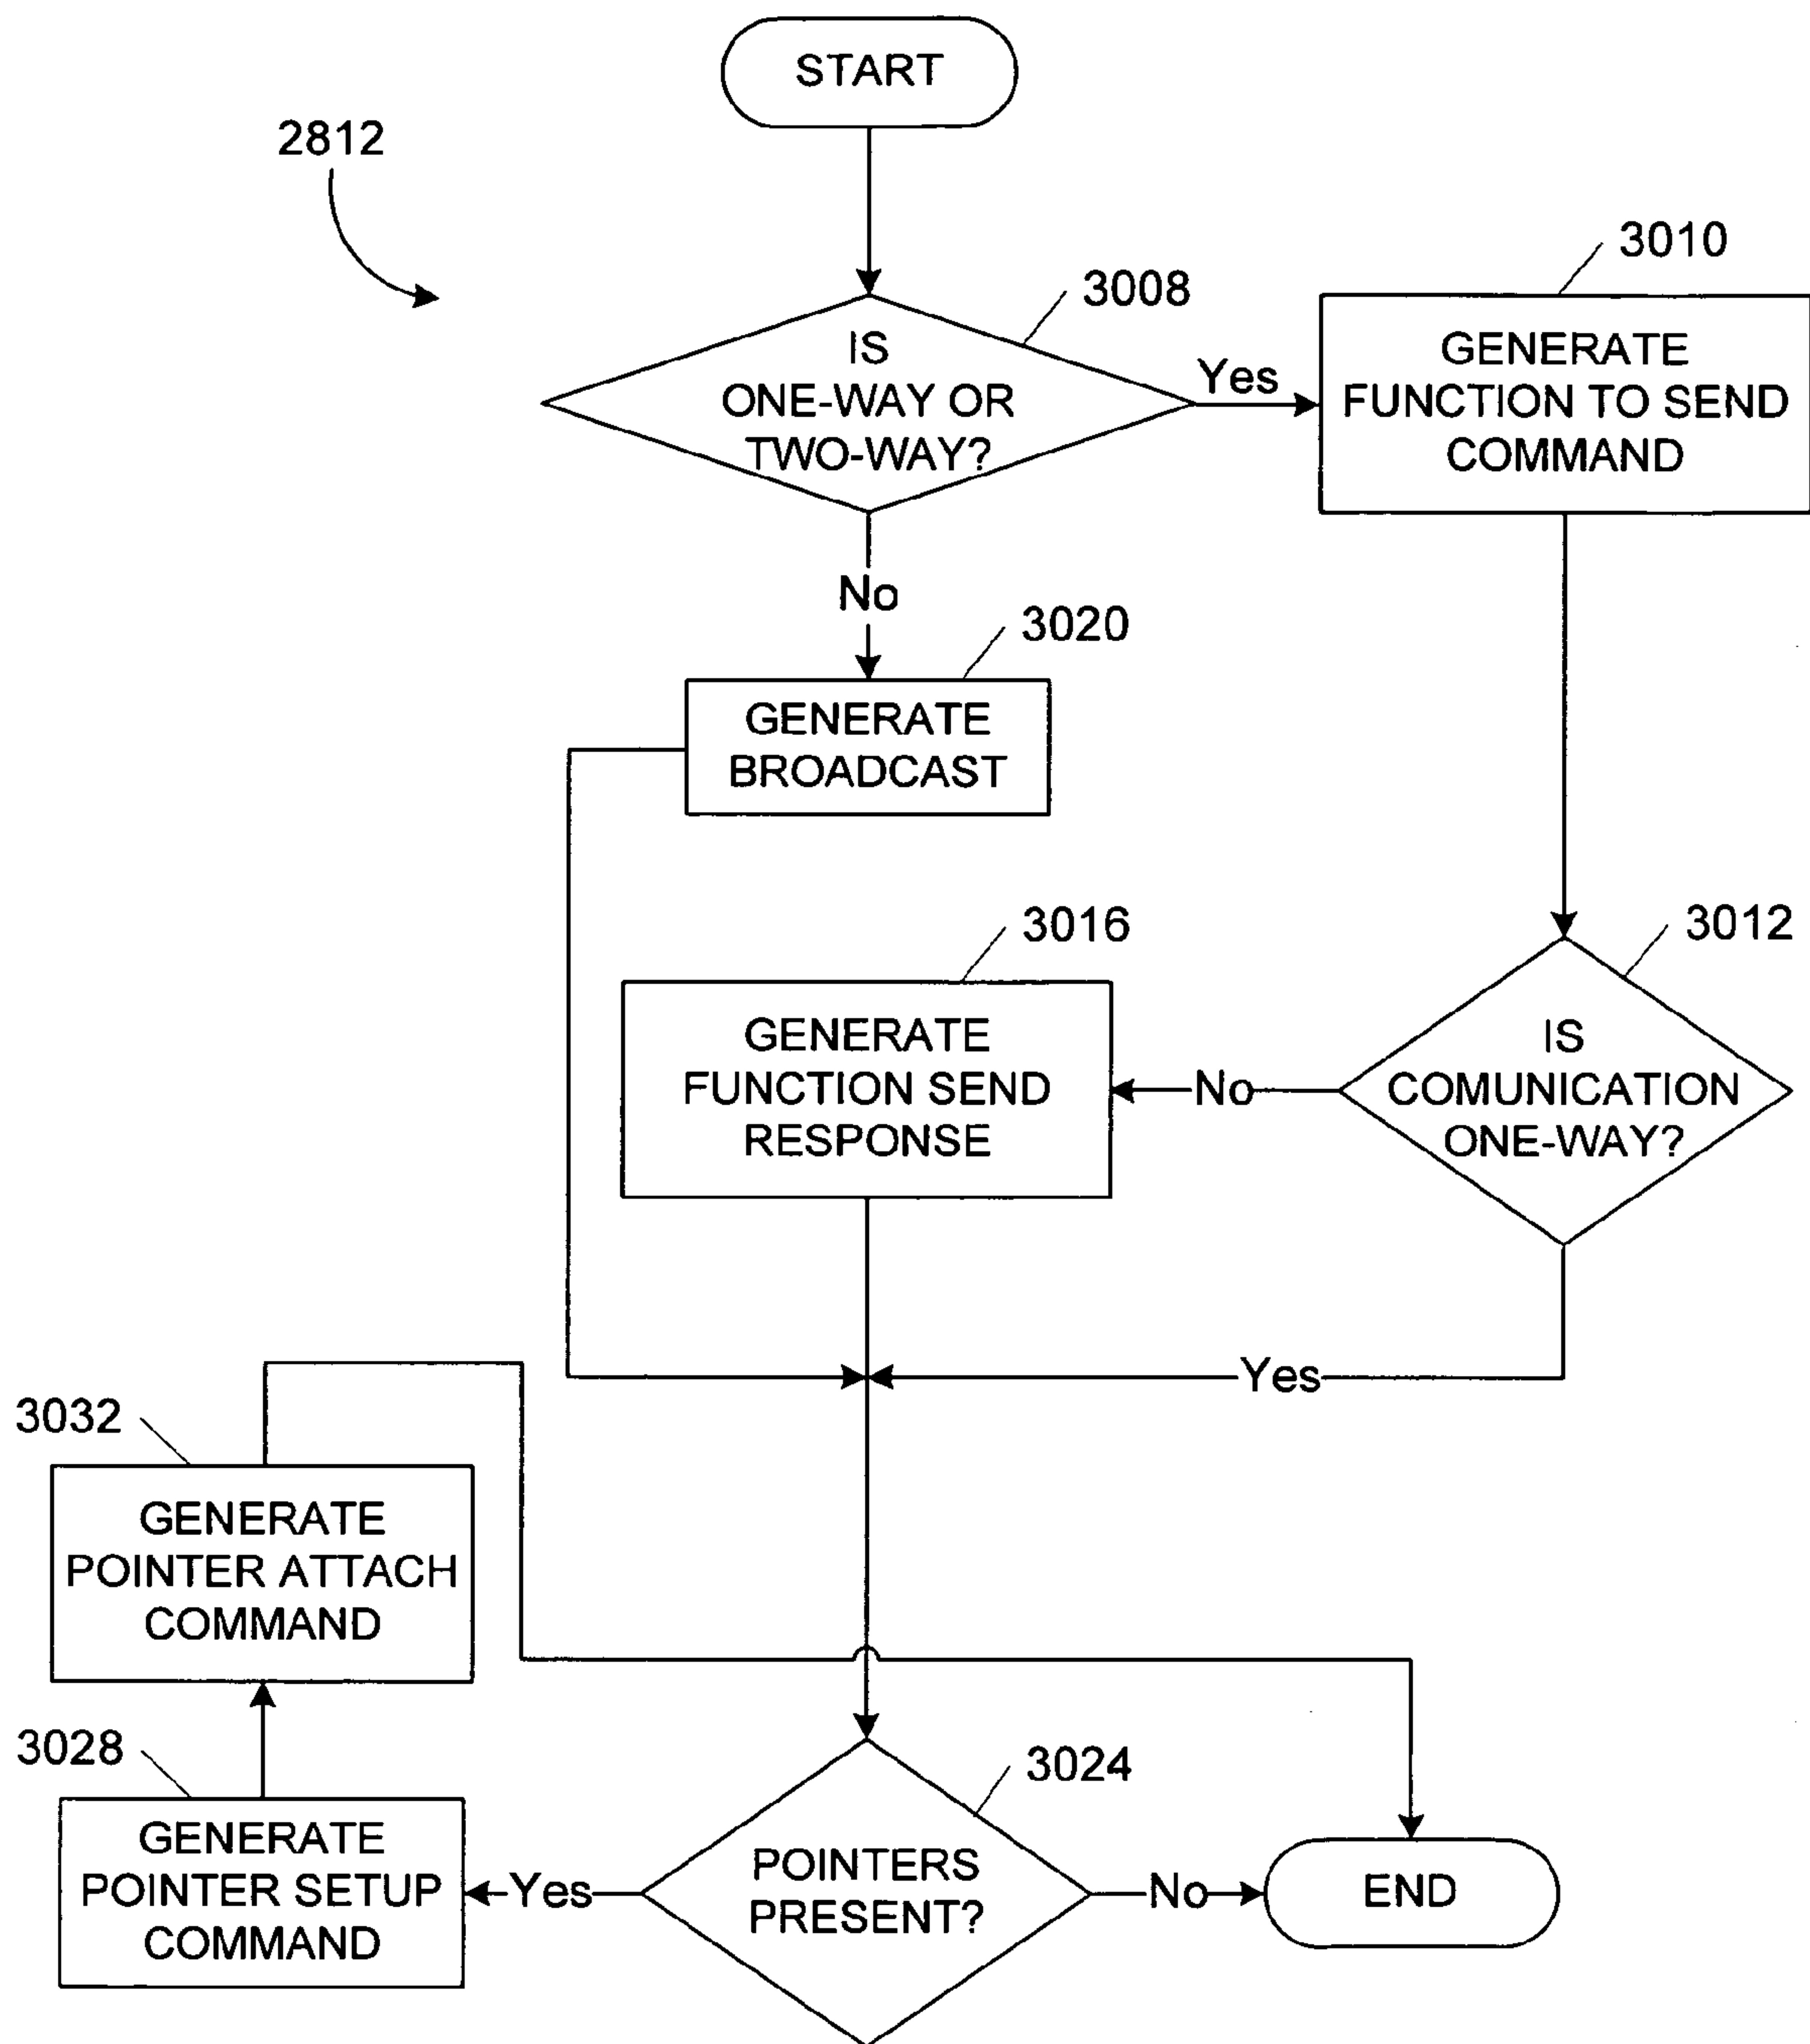 START
2812
3008
3010
IS
ONE-WAY OR
TWO-WAY?
Yes
GENERATE
FUNCTION TO SEND
COMMAND
No
3020
GENERATE
BROADCAST
3016
3012
GENERATE
FUNCTION SEND
RESPONSE
No
IS
COMUNICATION
ONE-WAY?
Yes
3032
GENERATE
POINTER ATTACH
COMMAND
3028
3024
GENERATE
POINTER SETUP
COMMAND
Yes
POINTERS
PRESENT?
No
END